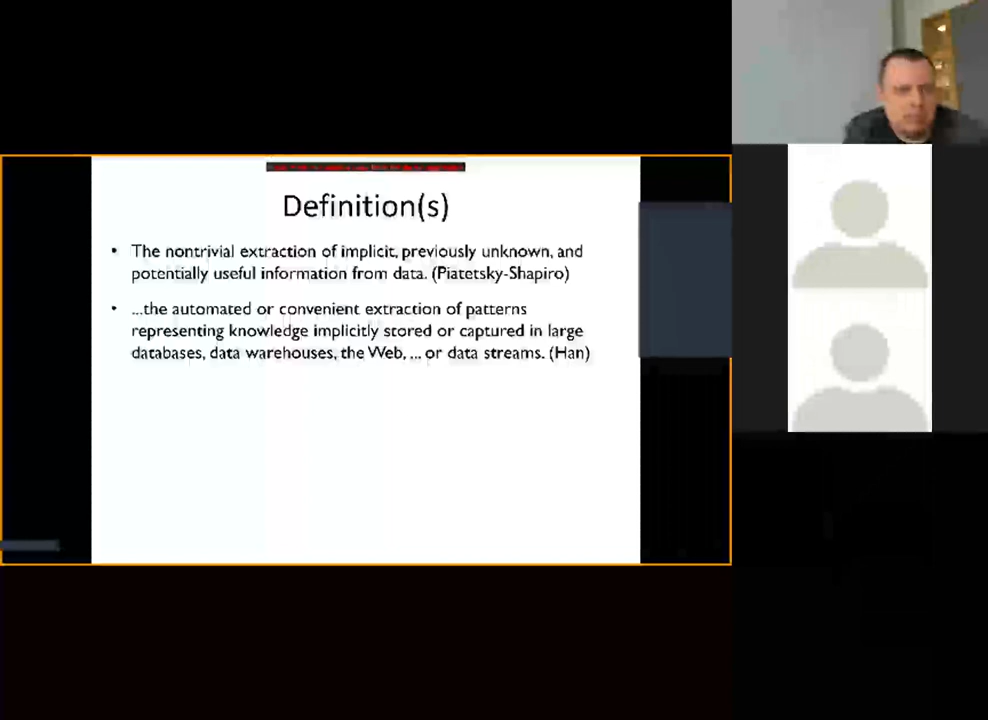 Definition(s)
• The nontrivial extraction of implicit, previously unknown, and
potentially useful information from data. (Piatetsky-Shapiro)
• ...the automated or convenient extraction of patterns
representing knowledge implicitly stored or captured in large
databases, data warehouses, the Web, ... or data streams. (Han)